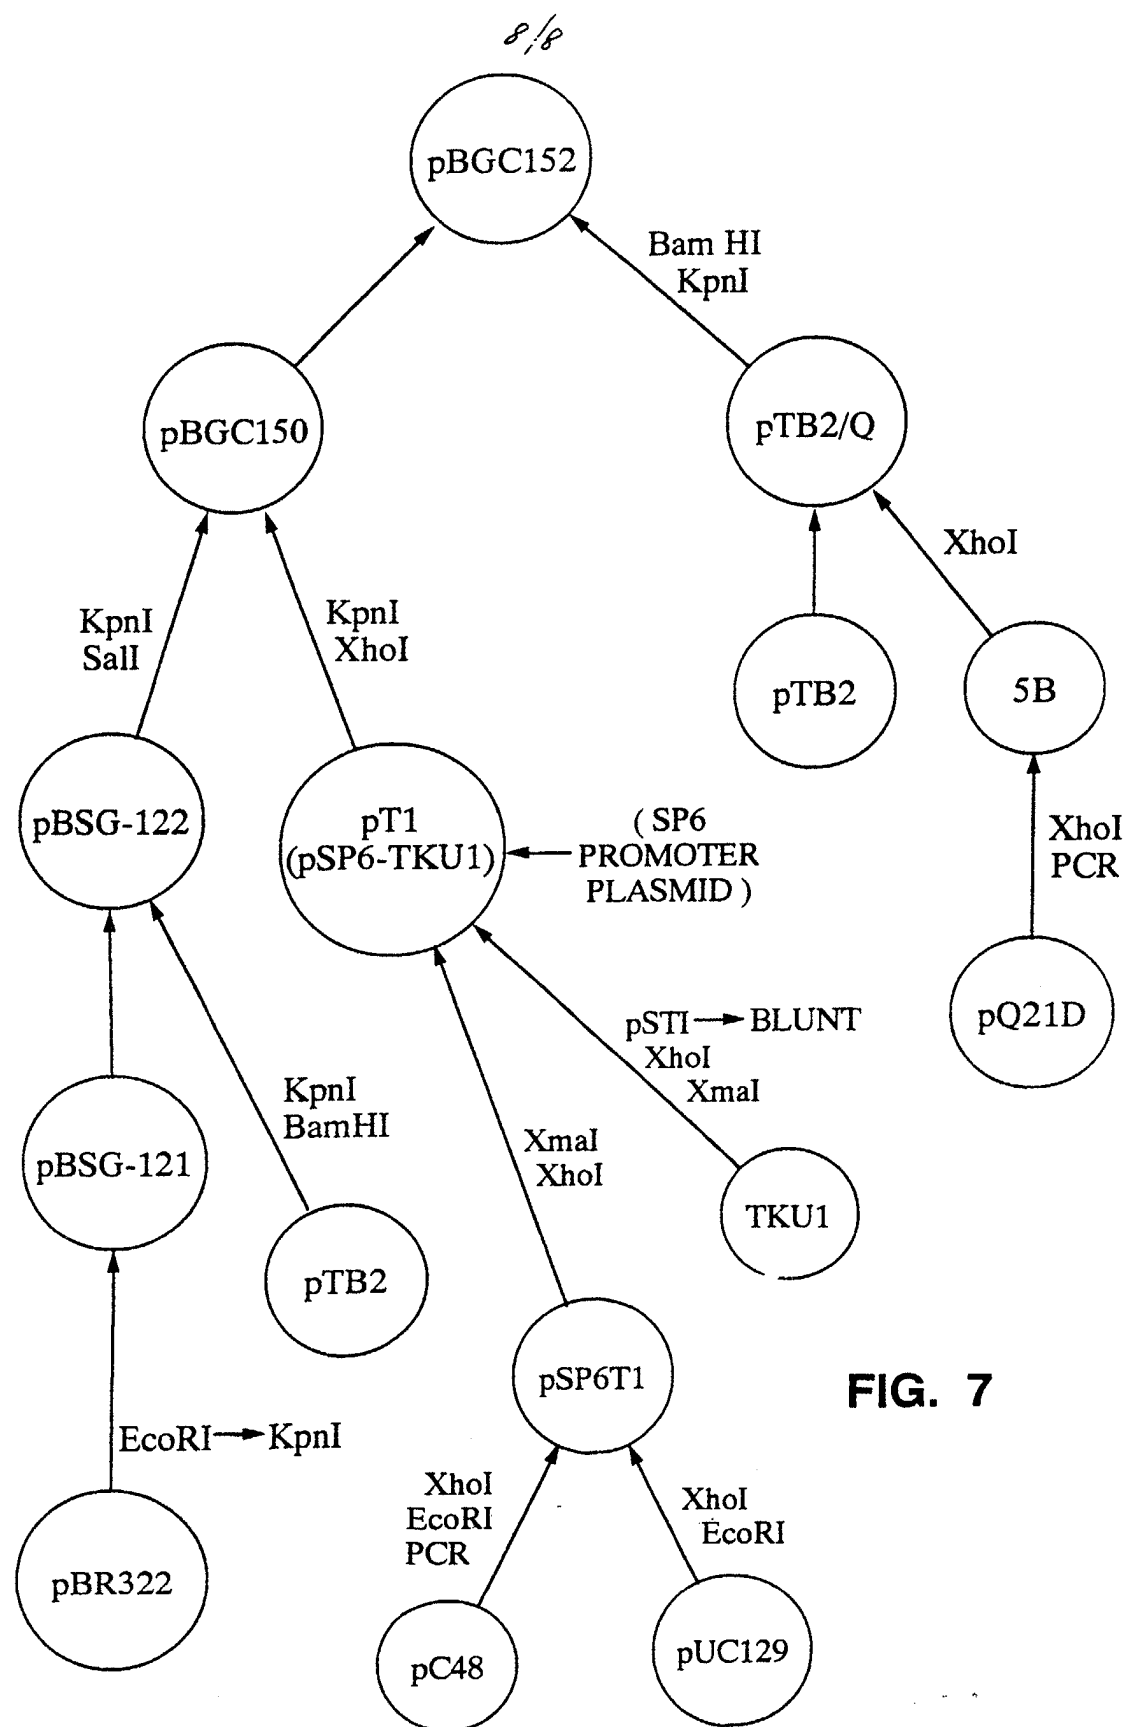 8/8
pBGC152
Bam HI
KpnI
pBGC150
pTB2/Q
XhoI
KpnI
SalI
KpnI
XhoI
pTB2
5B
pBSG-122
pT1
(pSP6-TKU1)
( SP6
PROMOTER
PLASMID )
XhoI
PCR
pQ21D
pSTI→BLUNT
XhoI
XmaI
KpnI
BamHI
XmaI
XhoI
pBSG-121
TKU1
pTB2
pSP6T1
FIG. 7
EcoRI→KpnI
XhoI
EcoRI
PCR
XhoI
EcoRI
pBR322
pC48
pUC129